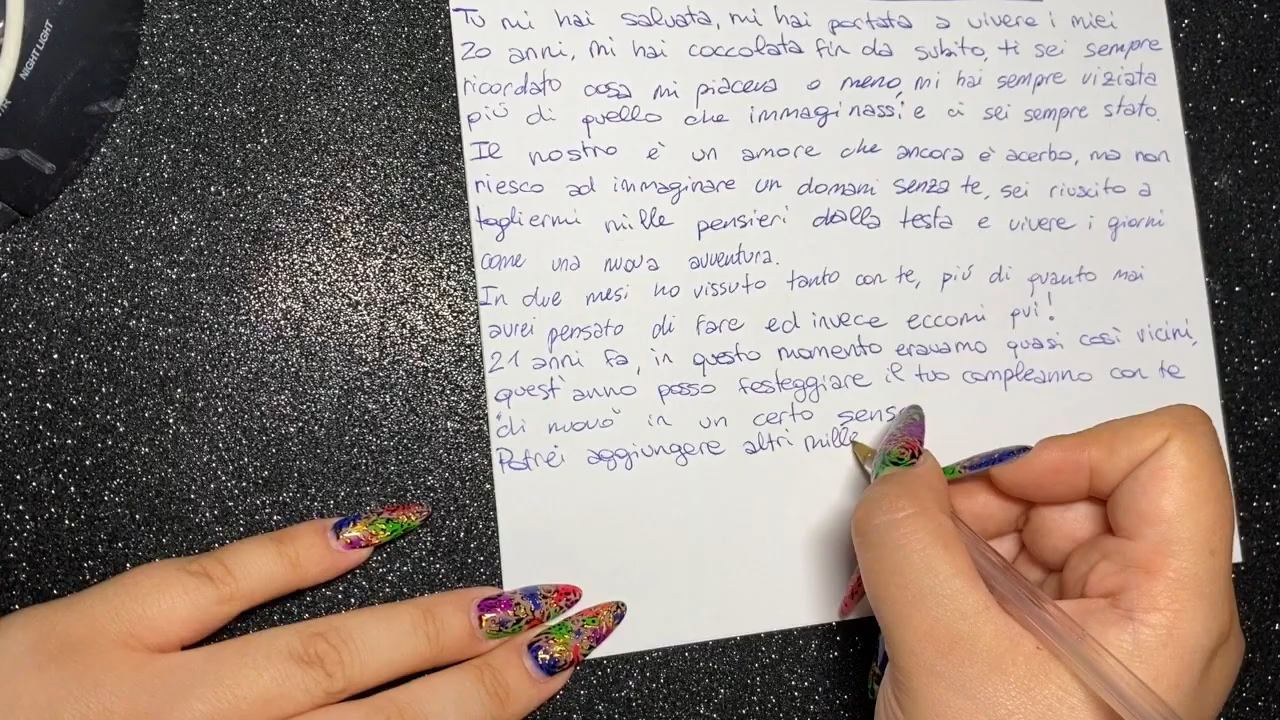 NIGHT LIGHT
Tu mi hai salvata, mi hai portata a vivere i miei
20 anni, mi hai coccolata fin da subito, ti sei sempre
ricordato cosa mi piaceva o meno, mi hai sempre viziata
più di quello che immaginassi e ci sei sempre stato.
Il nostro è un amore che ancora è acerbo, ma non
riesco ad immaginare un domani senza te, sei riuscito a
togliermi mille pensieri dalla testa e vivere i giorni
come una nuova avventura.
In due mesi ho vissuto tanto con te, più di quanto mai
avrei pensato di fare ed invece eccomi qui!
21 anni fa, in questo momento eravamo quasi così vicini,
quest'anno posso festeggiare il tuo compleanno con te
"di nuovo" in un certo senso
Potrei aggiungere altri mille